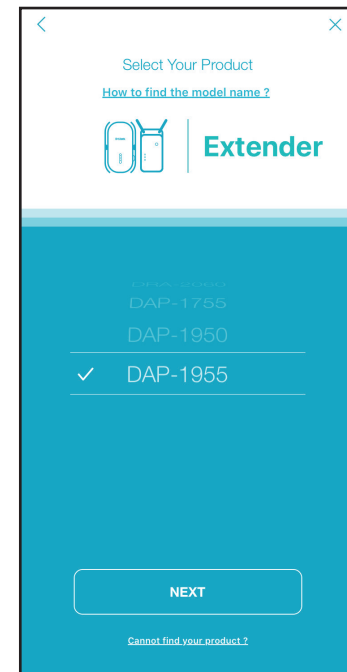 Select Your Product
How to find the model name ?
Extender
DAP-1755
DAP-1950
DAP-1955
NEXT
Cannot find your product ?